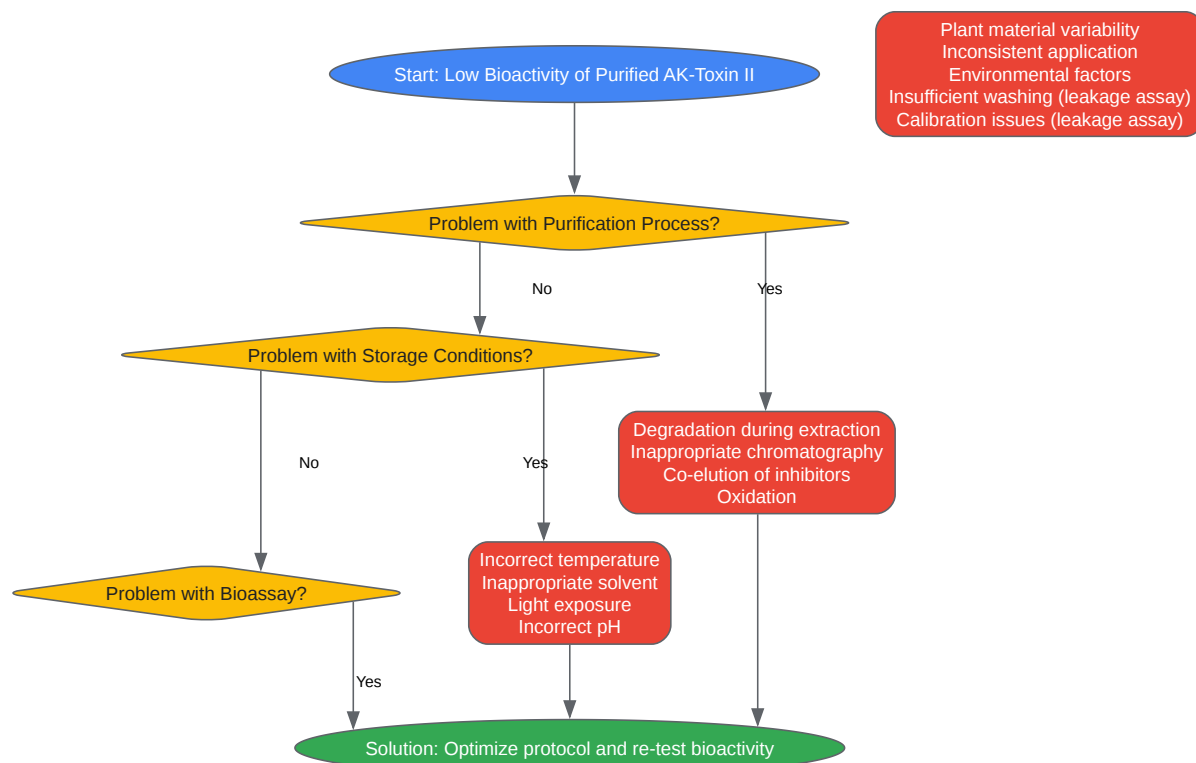 Plant material variability
Inconsistent application
Environmental factors
Insufficient washing (leakage assay)
Calibration issues (leakage assay)
Start: Low Bioactivity of Purified AK-Toxin II
Problem with Purification Process?
No
Yes
Problem with Storage Conditions?
Degradation during extraction
Inappropriate chromatography
Co-elution of inhibitors
Oxidation
No
Yes
Incorrect temperature
Inappropriate solvent
Light exposure
Incorrect pH
Problem with Bioassay?
Yes
Solution: Optimize protocol and re-test bioactivity